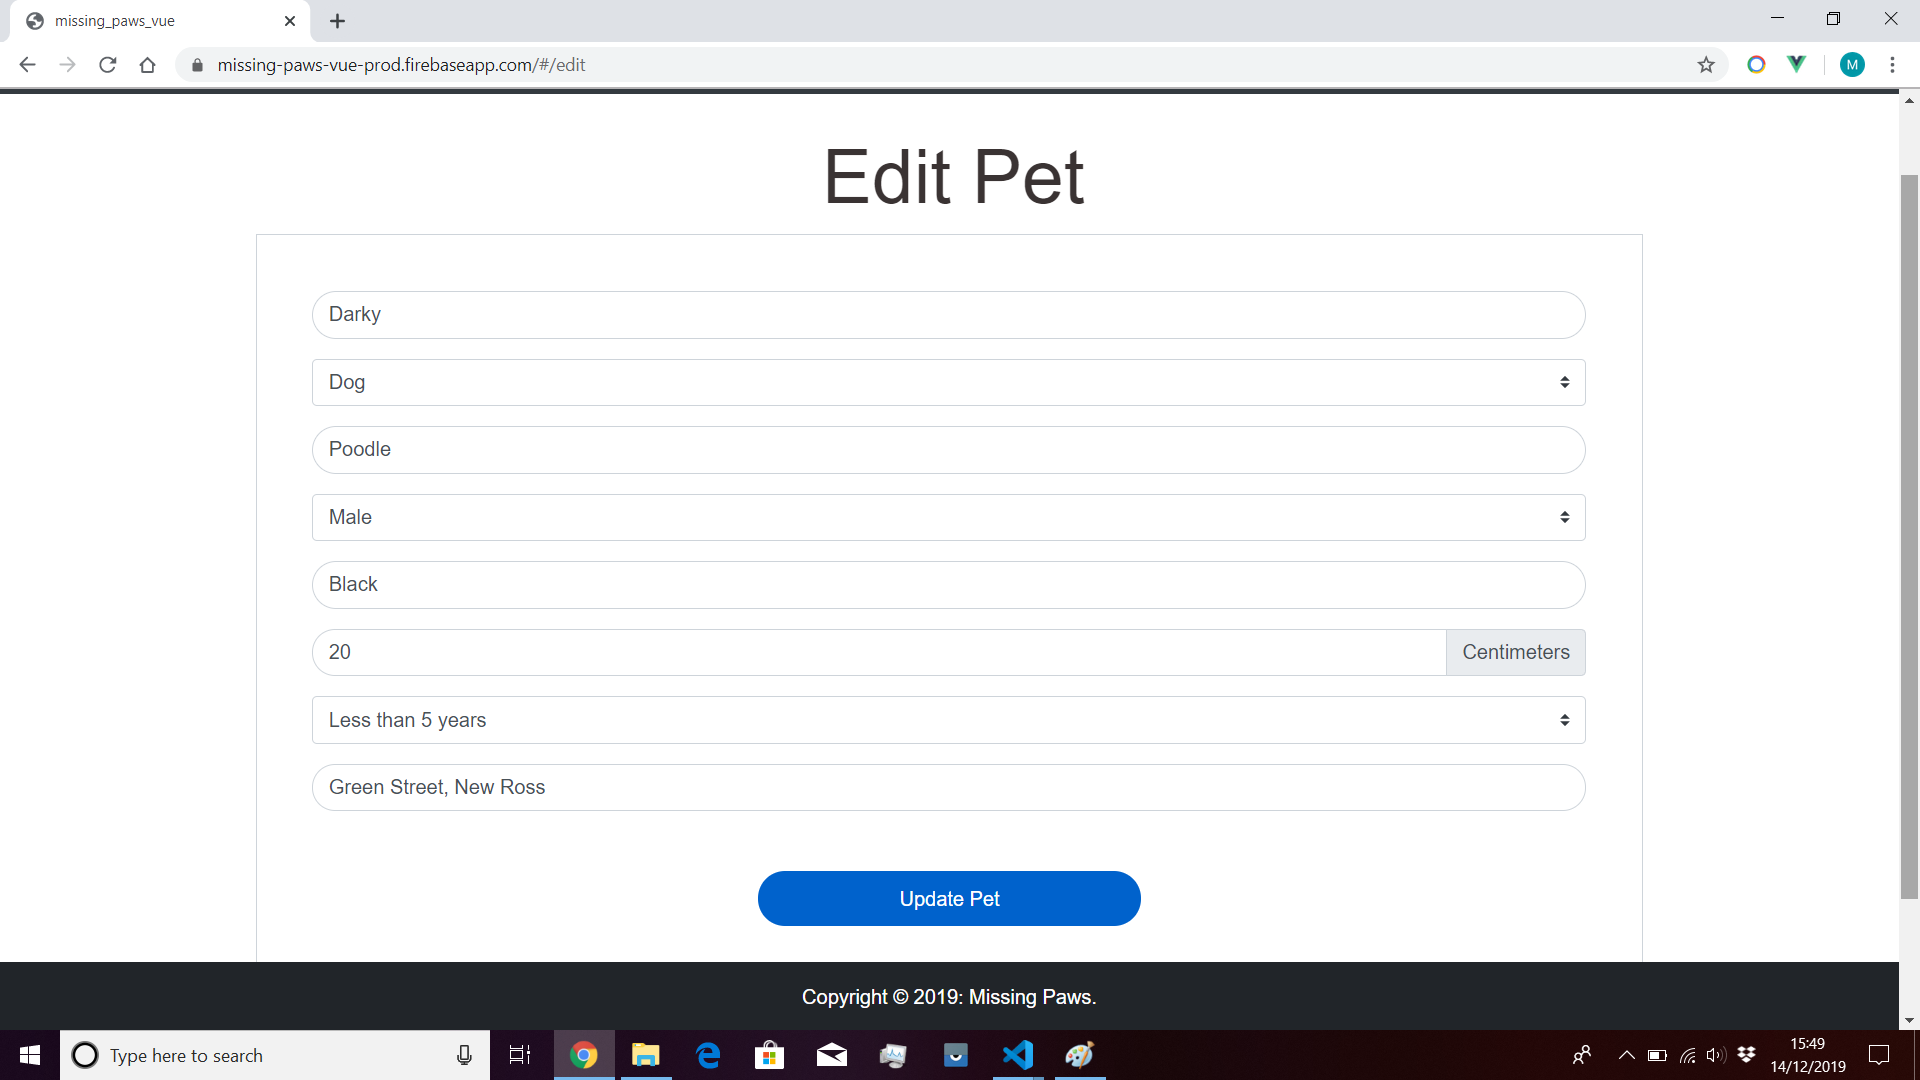 missing_paws_vue
missing-paws-vue-prod.firebaseapp.com/#/edit
M
Edit Pet
Darky
Dog
Poodle
Male
Black
20 Centimeters
Less than 5 years
Green Street, New Ross
Update Pet
Copyright © 2019: Missing Paws.
Type here to search
15:49
14/12/2019